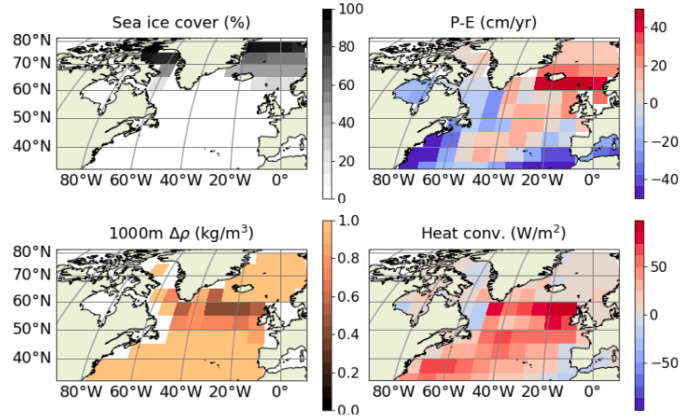 Sea ice cover (%)
P-E (cm/yr)
80°N
70°N
60°N
50°N
40°N
100
80
60
40
20
0
40
20
0
−20
−40
80°W 60°W 40°W 20°W 0°
80°W 60°W 40°W 20°W 0°
1000m Δρ (kg/m³)
Heat conv. (W/m²)
80°N
70°N
60°N
50°N
40°N
1.0
0.8
0.6
0.4
0.2
0.0
50
0
−50
80°W 60°W 40°W 20°W 0°
80°W 60°W 40°W 20°W 0°